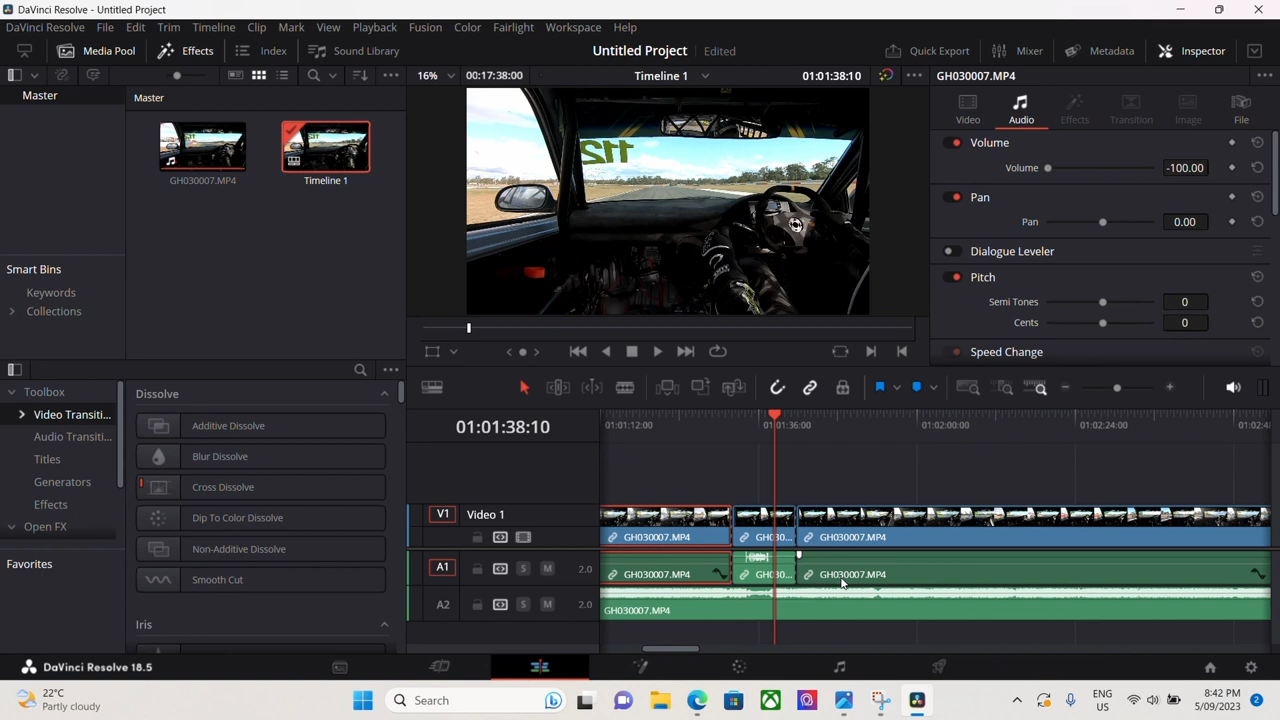 DaVinci Resolve - Untitled Project
DaVinci Resolve File Edit Trim Timeline Clip Mark View Playback Fusion Color Fairlight Workspace Help
Media Pool Effects Index Sound Library Untitled Project Edited Quick Export Mixer Metadata Inspector
16% 00:17:38:00 Timeline 1 01:01:38:10 GH030007.MP4
Master
Master
GH030007.MP4 Timeline 1
Smart Bins
Keywords
Collections
112
Video Audio Effects Transition Image File
Volume
Volume -100.00
Pan
Pan 0.00
Dialogue Leveler
Pitch
Semi Tones 0
Cents 0
Speed Change
Toolbox
Video Transiti...
Audio Transiti...
Titles
Generators
Effects
Open FX
Favorites
Dissolve
Additive Dissolve
Blur Dissolve
Cross Dissolve
Dip To Color Dissolve
Non-Additive Dissolve
Smooth Cut
Iris
01:01:38:10
01:01:12:00 01:01:36:00 01:02:00:00 01:02:24:00 01:02:4
V1 Video 1
GH030007.MP4 GH030... GH030007.MP4
A1 S M 2.0
GH030007.MP4 GH030... GH030007.MP4
A2 S M 2.0
GH030007.MP4
DaVinci Resolve 18.5
22°C
Partly cloudy
Search
ENG
US
8:42 PM
5/09/2023
2